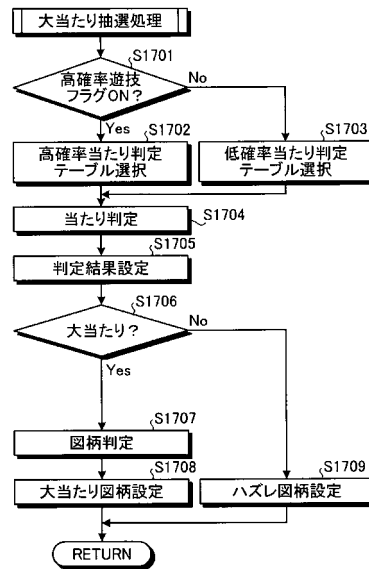 大当たり抽選処理
S1701
高確率遊技
フラグON?
No
Yes
S1702
高確率当たり判定
テーブル選択
S1703
低確率当たり判定
テーブル選択
当たり判定
S1704
S1705
判定結果設定
S1706
大当たり?
No
Yes
S1707
図柄判定
S1708
大当たり図柄設定
S1709
ハズレ図柄設定
RETURN